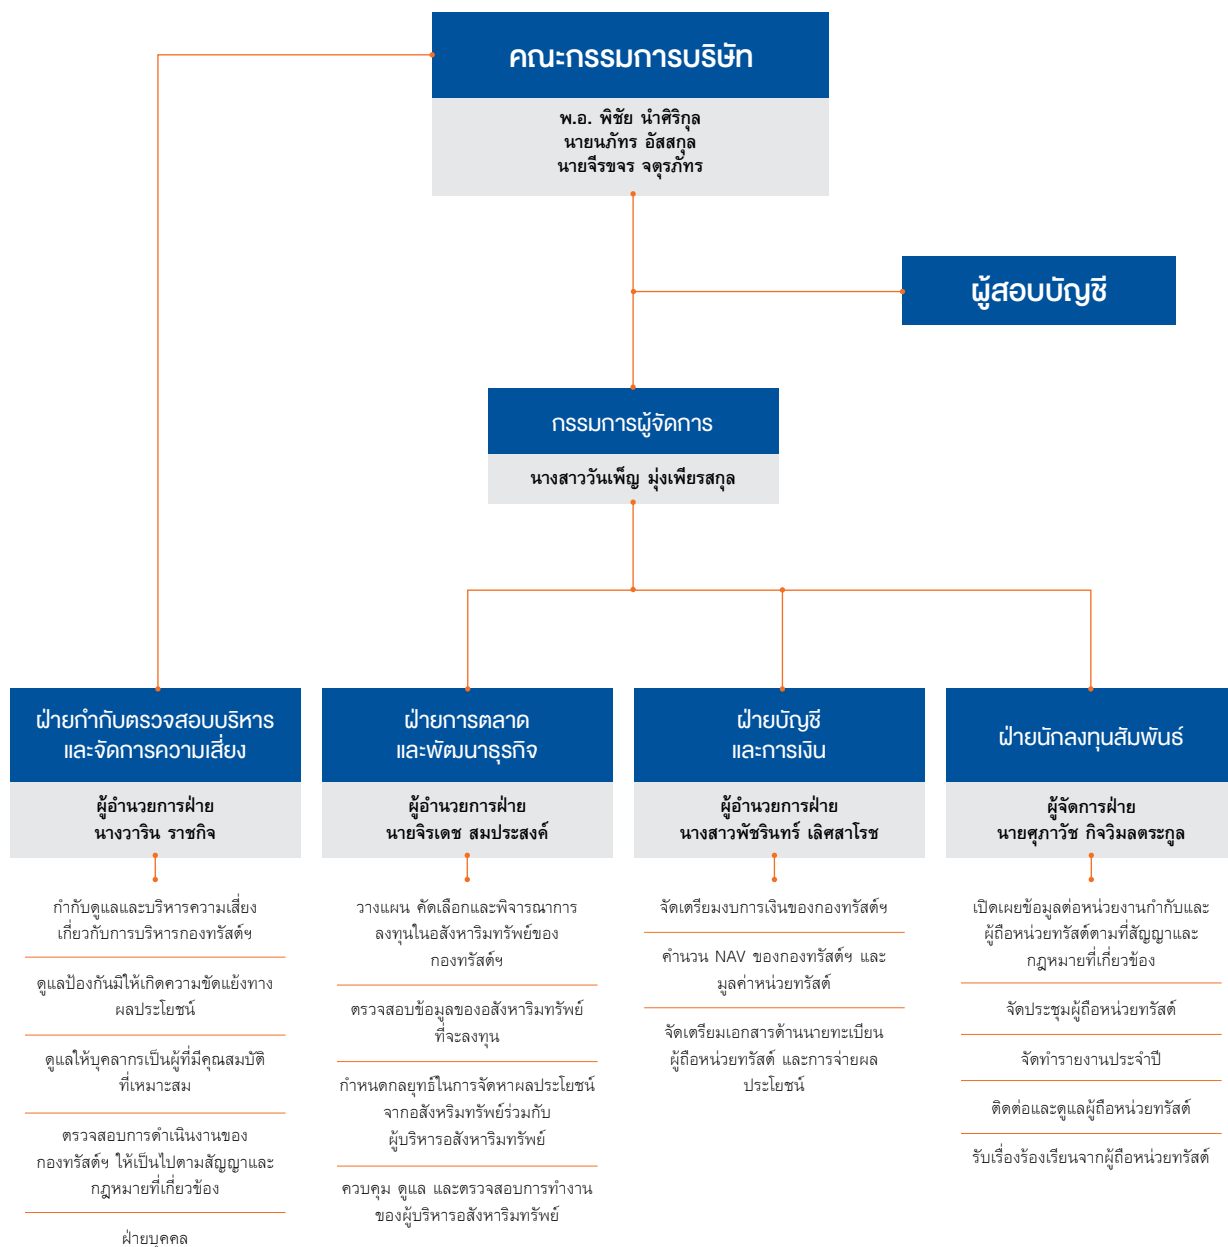 คณะกรรมการบริษัท
พ.อ. พิชัย นำศิริกุล
นายนภัทร อัสสกุล
นายจีรขจร จตุรภัทร
ผู้สอบบัญชี
กรรมการผู้จัดการ
นางสาววันเพ็ญ มุ่งเพียรสกุล
ฝ่ายกำกับตรวจสอบบริหาร
และจัดการความเสี่ยง
ผู้อำนวยการฝ่าย
นางวาริน ราชกิจ
กำกับดูแลและบริหารความเสี่ยง
เกี่ยวกับการบริหารกองทรัสต์ฯ
ดูแลป้องกันมิให้เกิดความขัดแย้งทาง
ผลประโยชน์
ดูแลให้บุคลากรเป็นผู้ที่มีคุณสมบัติ
ที่เหมาะสม
ตรวจสอบการดำเนินงานของ
กองทรัสต์ฯ ให้เป็นไปตามสัญญาและ
กฎหมายที่เกี่ยวข้อง
ฝ่ายบุคคล
ฝ่ายการตลาด
และพัฒนาธุรกิจ
ผู้อำนวยการฝ่าย
นายจิรเดช สมประสงค์
วางแผน คัดเลือกและพิจารณาการ
ลงทุนในอสังหาริมทรัพย์ของ
กองทรัสต์ฯ
ตรวจสอบข้อมูลของอสังหาริมทรัพย์
ที่จะลงทุน
กำหนดกลยุทธ์ในการจัดหาผลประโยชน์
จากอสังหริมทรัพย์ร่วมกับ
ผู้บริหารอสังหาริมทรัพย์
ควบคุม ดูแล และตรวจสอบการทำงาน
ของผู้บริหารอสังหาริมทรัพย์
ฝ่ายบัญชี
และการเงิน
ผู้อำนวยการฝ่าย
นางสาวพัชรินทร์ เลิศสาโรช
จัดเตรียมงบการเงินของกองทรัสต์ฯ
คำนวน NAV ของกองทรัสต์ฯ และ
มูลค่าหน่วยทรัสต์
จัดเตรียมเอกสารด้านนายทะเบียน
ผู้ถือหน่วยทรัสต์ และการจ่ายผล
ประโยชน์
ฝ่ายนักลงทุนสัมพันธ์
ผู้จัดการฝ่าย
นายศุภาวัช กิจวิมลตระกูล
เปิดเผยข้อมูลต่อหน่วยงานกำกับและ
ผู้ถือหน่วยทรัสต์ตามที่สัญญาและ
กฎหมายที่เกี่ยวข้อง
จัดประชุมผู้ถือหน่วยทรัสต์
จัดทำรายงานประจำปี
ติดต่อและดูแลผู้ถือหน่วยทรัสต์
รับเรื่องร้องเรียนจากผู้ถือหน่วยทรัสต์